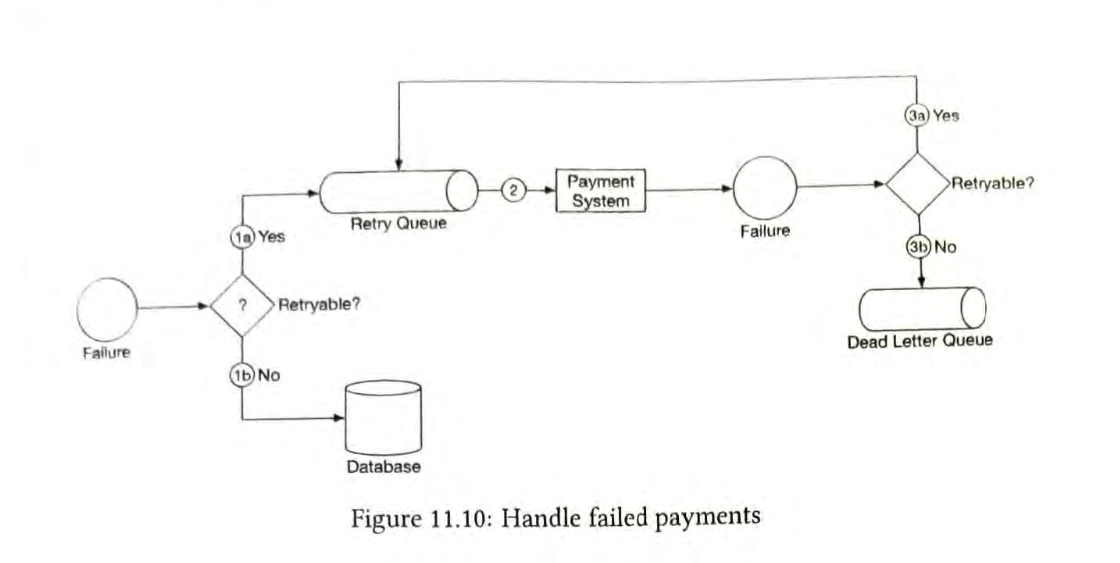 3a Yes
Payment
System
2
Retryable?
Retry Queue
Failure
1a Yes
3b No
? Retryable?
Dead Letter Queue
Failure
1b No
Database
Figure 11.10: Handle failed payments